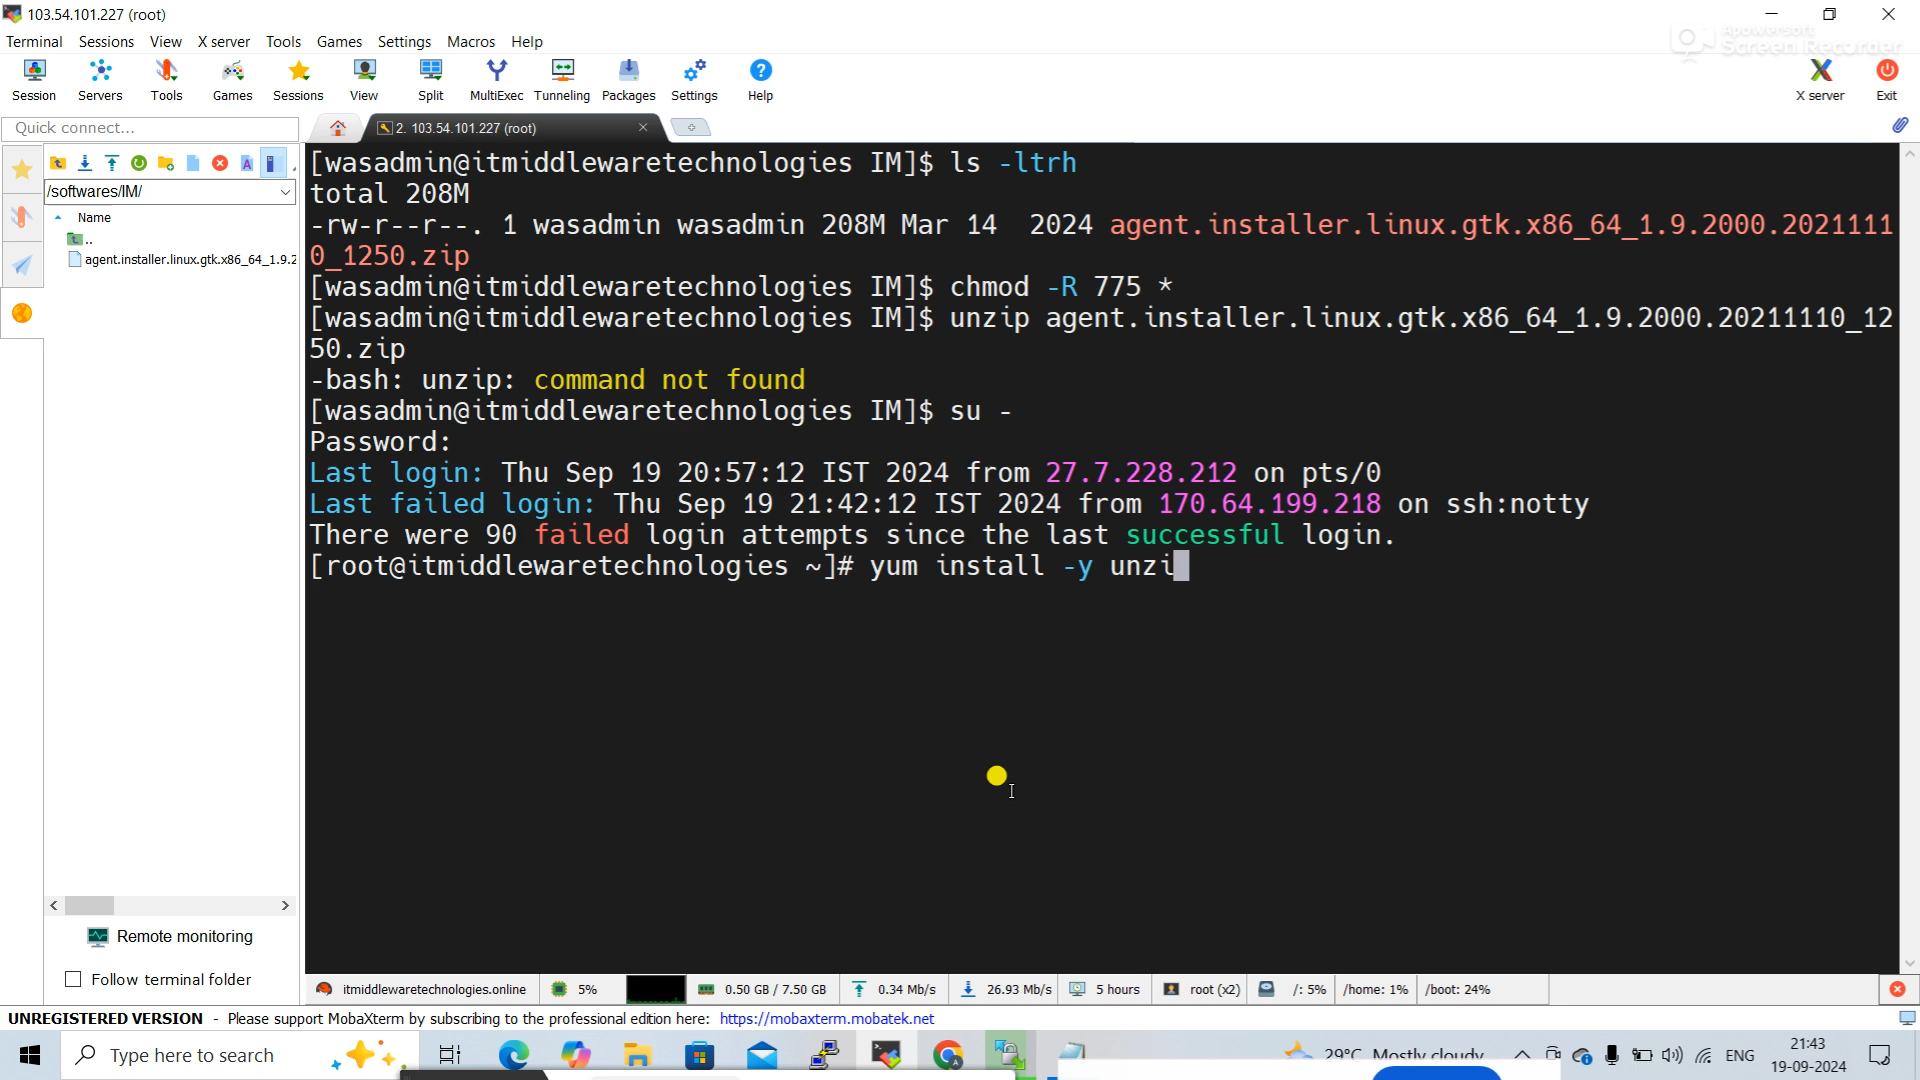 103.54.101.227 (root)
Apowersoft
Screen Recorder
Terminal Sessions View X server Tools Games Settings Macros Help
Session Servers Tools Games Sessions View Split MultiExec Tunneling Packages Settings Help X server Exit
Quick connect...
2. 103.54.101.227 (root)
/softwares/IM/
Name
..
agent.installer.linux.gtk.x86_64_1.9.2
[wasadmin@itmiddlewaretechnologies IM]$ ls -ltrh
total 208M
-rw-r--r--. 1 wasadmin wasadmin 208M Mar 14  2024 agent.installer.linux.gtk.x86_64_1.9.2000.2021111
0_1250.zip
[wasadmin@itmiddlewaretechnologies IM]$ chmod -R 775 *
[wasadmin@itmiddlewaretechnologies IM]$ unzip agent.installer.linux.gtk.x86_64_1.9.2000.20211110_12
50.zip
-bash: unzip: command not found
[wasadmin@itmiddlewaretechnologies IM]$ su -
Password:
Last login: Thu Sep 19 20:57:12 IST 2024 from 27.7.228.212 on pts/0
Last failed login: Thu Sep 19 21:42:12 IST 2024 from 170.64.199.218 on ssh:notty
There were 90 failed login attempts since the last successful login.
[root@itmiddlewaretechnologies ~]# yum install -y unzi
Remote monitoring
Follow terminal folder
itmiddlewaretechnologies.online 5% 0.50 GB / 7.50 GB 0.34 Mb/s 26.93 Mb/s 5 hours root (x2) /: 5% /home: 1% /boot: 24%
UNREGISTERED VERSION - Please support MobaXterm by subscribing to the professional edition here: https://mobaxterm.mobatek.net
Type here to search
29°C Mostly cloudy
ENG
21:43
19-09-2024